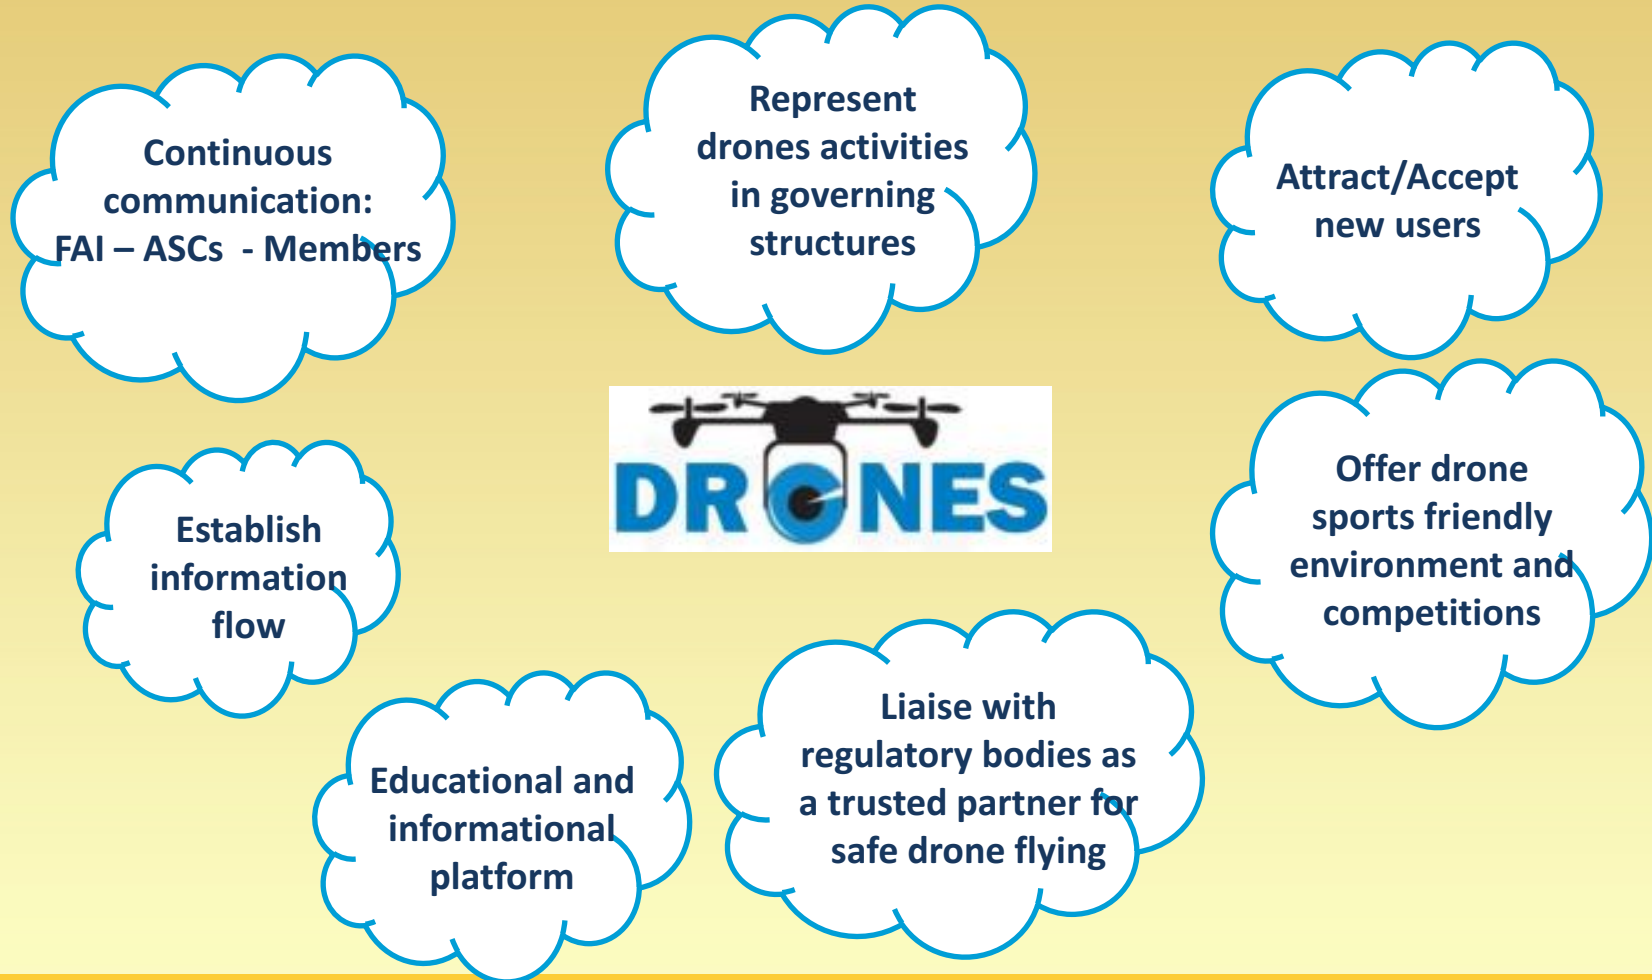 Continuous
communication:
FAI – ASCs  - Members
Represent
drones activities
in governing
structures
Attract/Accept
new users
DRONES
Offer drone
sports friendly
environment and
competitions
Establish
information
flow
Educational and
informational
platform
Liaise with
regulatory bodies as
a trusted partner for
safe drone flying